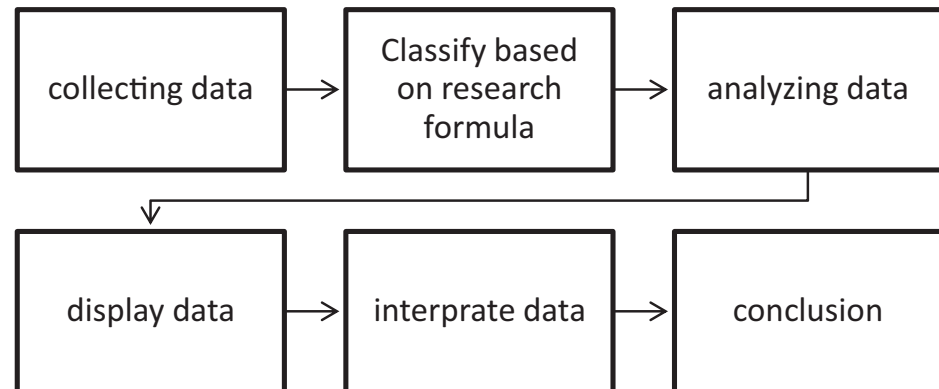 collecting data
Classify based
on research
formula
analyzing data
display data
interprate data
conclusion